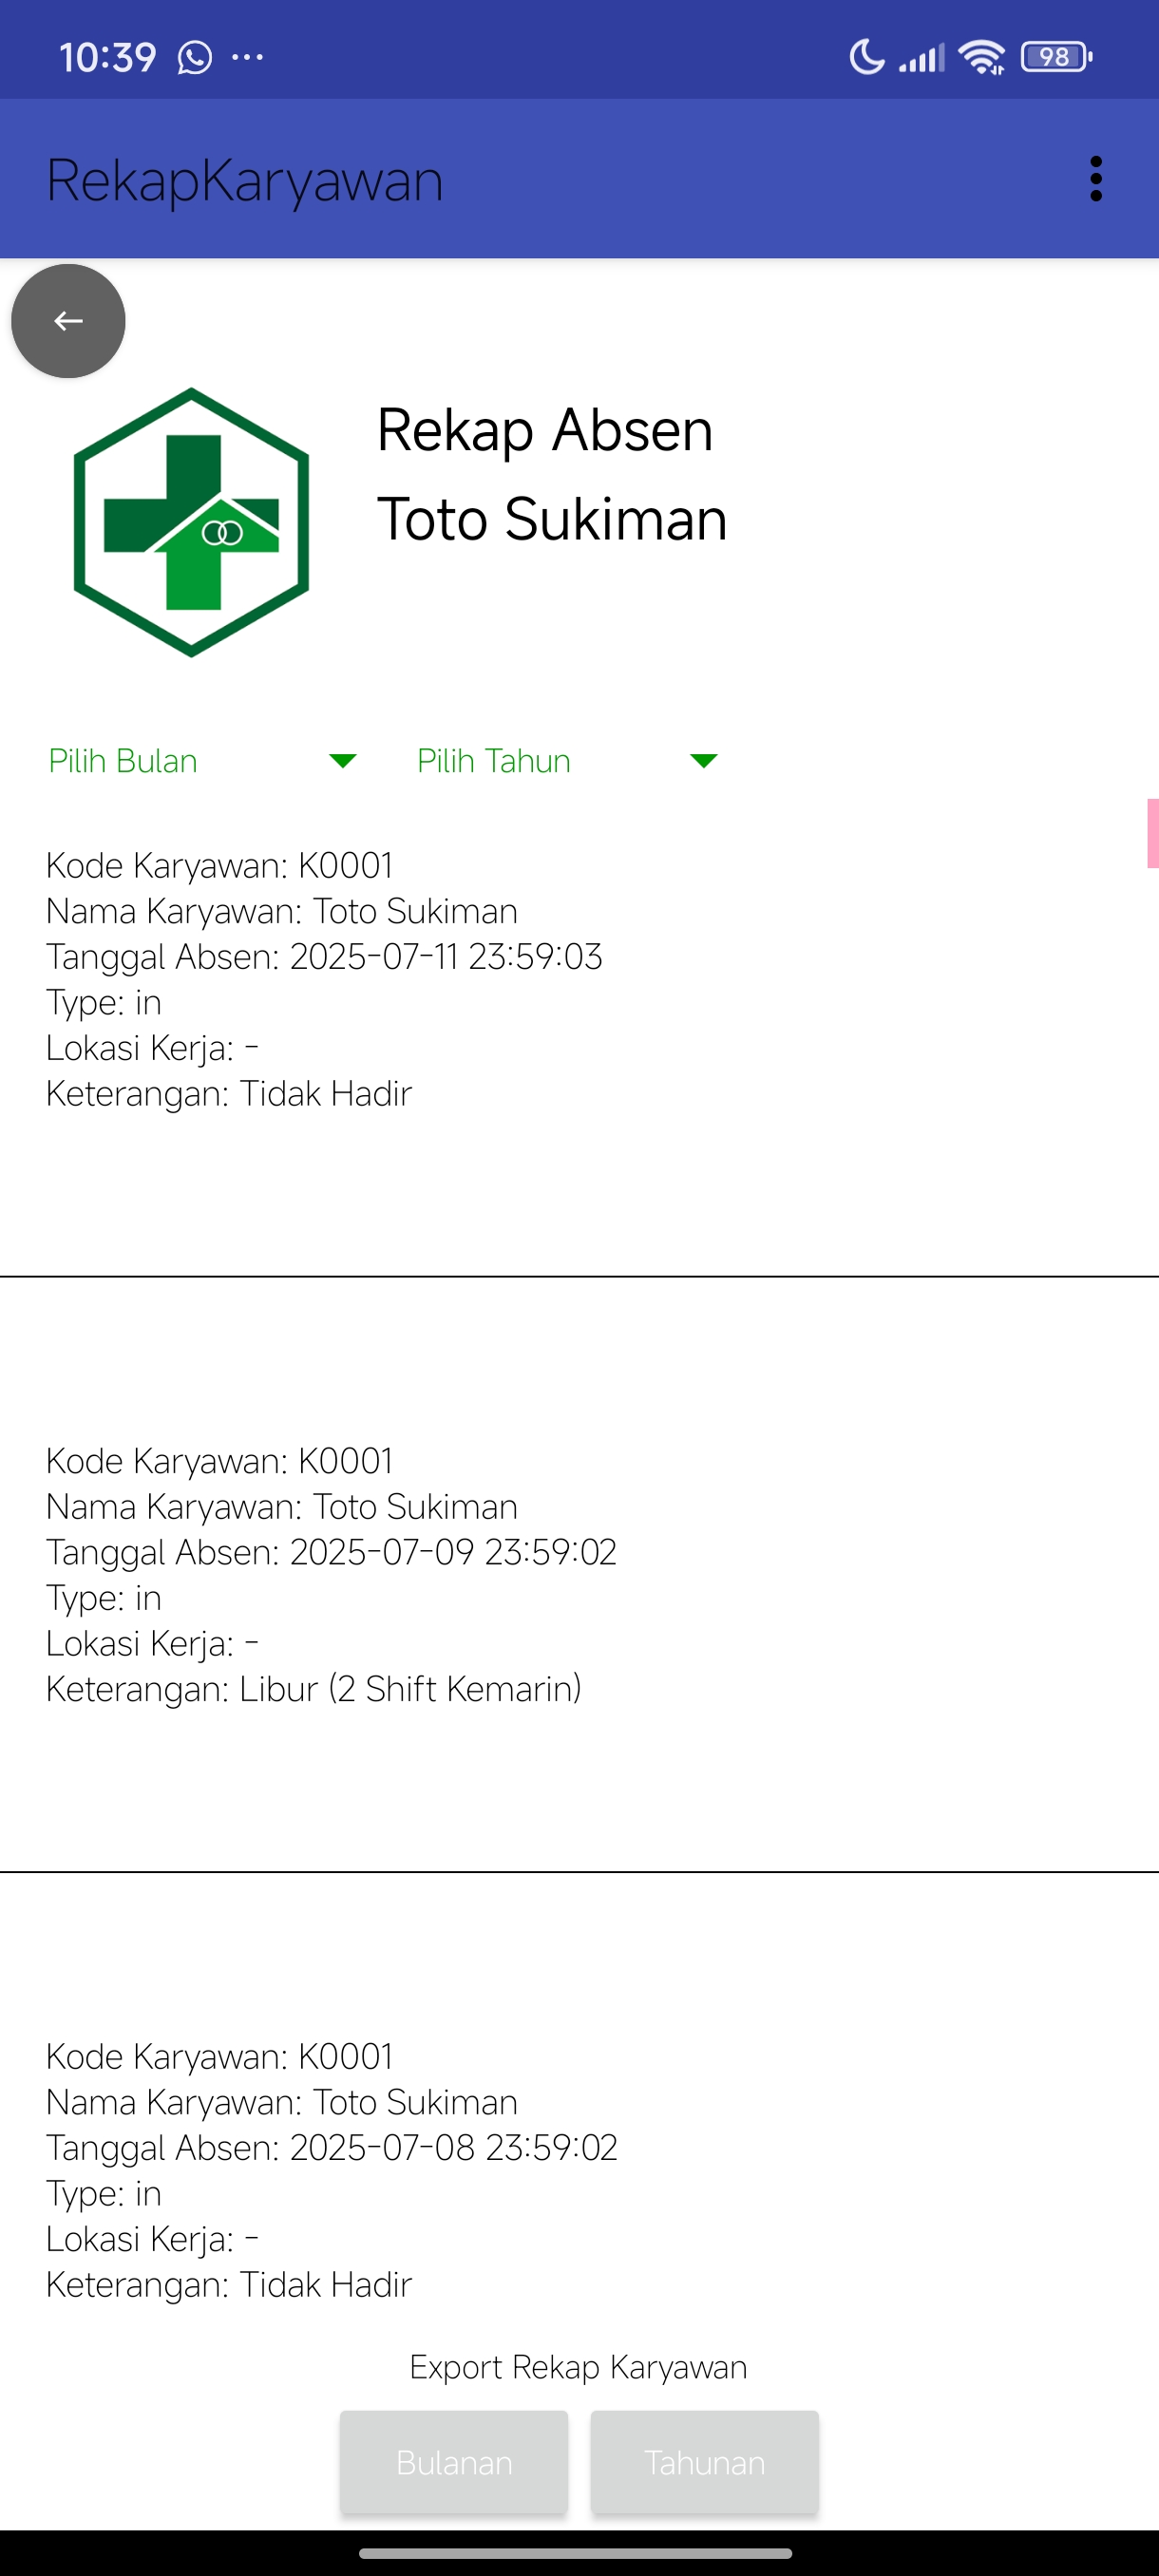 10:39
98
RekapKaryawan
Rekap Absen
Toto Sukiman
Pilih Bulan
Pilih Tahun
Kode Karyawan: K0001
Nama Karyawan: Toto Sukiman
Tanggal Absen: 2025-07-11 23:59:03
Type: in
Lokasi Kerja: -
Keterangan: Tidak Hadir
Kode Karyawan: K0001
Nama Karyawan: Toto Sukiman
Tanggal Absen: 2025-07-09 23:59:02
Type: in
Lokasi Kerja: -
Keterangan: Libur (2 Shift Kemarin)
Kode Karyawan: K0001
Nama Karyawan: Toto Sukiman
Tanggal Absen: 2025-07-08 23:59:02
Type: in
Lokasi Kerja: -
Keterangan: Tidak Hadir
Export Rekap Karyawan
Bulanan
Tahunan